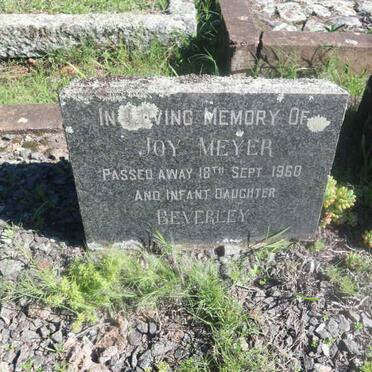 IN LOVING MEMORY OF
JOY MEYER
PASSED AWAY 18TH SEPT. 1960
AND INFANT DAUGHTER
BEVERLEY